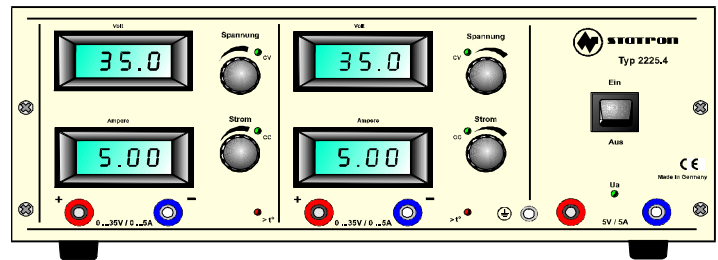 Volt
35.0
Spannung
CV
Ampere
5.00
Strom
CC
+ −
0 ...35V / 0 ...5A
>t°
Volt
35.0
Spannung
CV
Ampere
5.00
Strom
CC
+ −
0 ...35V / 0 ...5A
>t°
STATRON
Typ 2225.4
Ein
Aus
CE
Made in Germany
Ua
5V / 5A